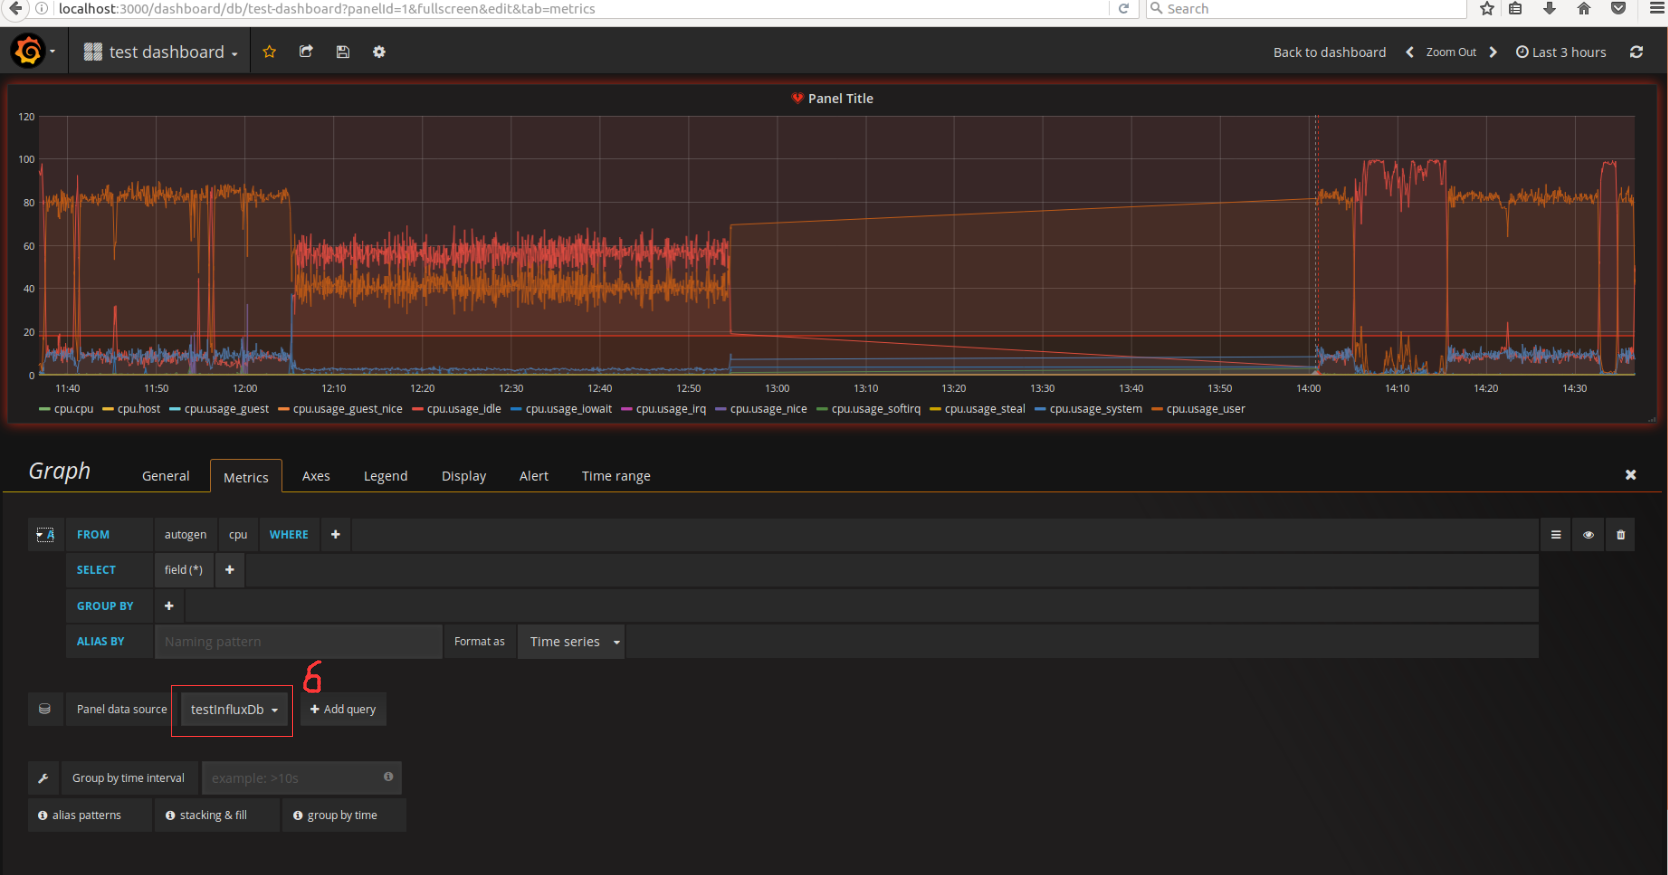 localhost:3000/dashboard/db/test-dashboard?panelId=1&fullscreen&edit&tab=metrics
Search
test dashboard
Back to dashboard
Zoom Out
Last 3 hours
Panel Title
120
100
80
60
40
20
0
11:40 11:50 12:00 12:10 12:20 12:30 12:40 12:50 13:00 13:10 13:20 13:30 13:40 13:50 14:00 14:10 14:20 14:30
cpu.cpu cpu.host cpu.usage_guest cpu.usage_guest_nice cpu.usage_idle cpu.usage_iowait cpu.usage_irq cpu.usage_nice cpu.usage_softirq cpu.usage_steal cpu.usage_system cpu.usage_user
Graph
General Metrics Axes Legend Display Alert Time range
A FROM autogen cpu WHERE
SELECT field (*)
GROUP BY
ALIAS BY Naming pattern Format as Time series
6
Panel data source testInfluxDb Add query
Group by time interval example: >10s
alias patterns stacking & fill group by time